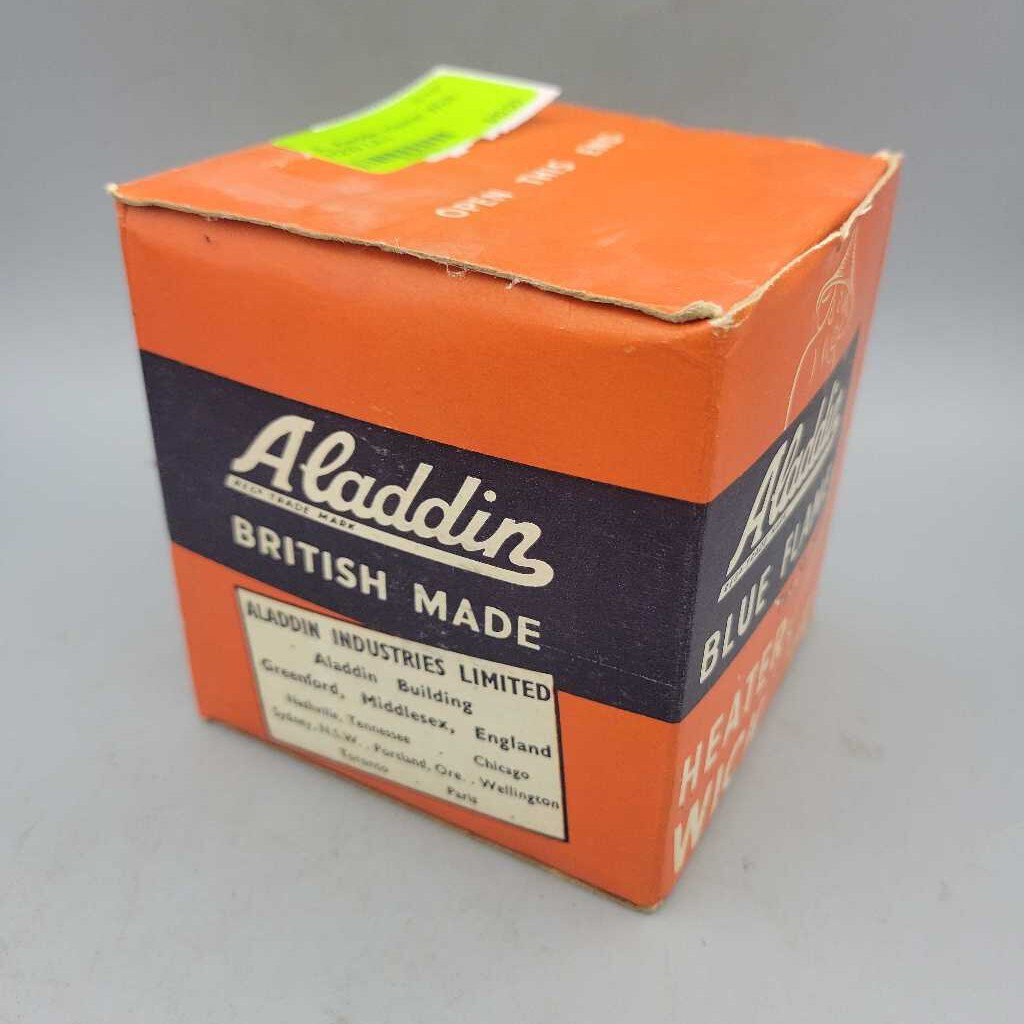 OPEN THIS END
Aladdin
REGD TRADE MARK
BRITISH MADE
ALADDIN INDUSTRIES LIMITED
Aladdin Building
Greenford, Middlesex, England
Nashville, Tennessee - Chicago
Sydney, N.S.W., Portland, Ore., Wellington
Toronto - Paris
Aladdin
BLUE FLAME
HEATER